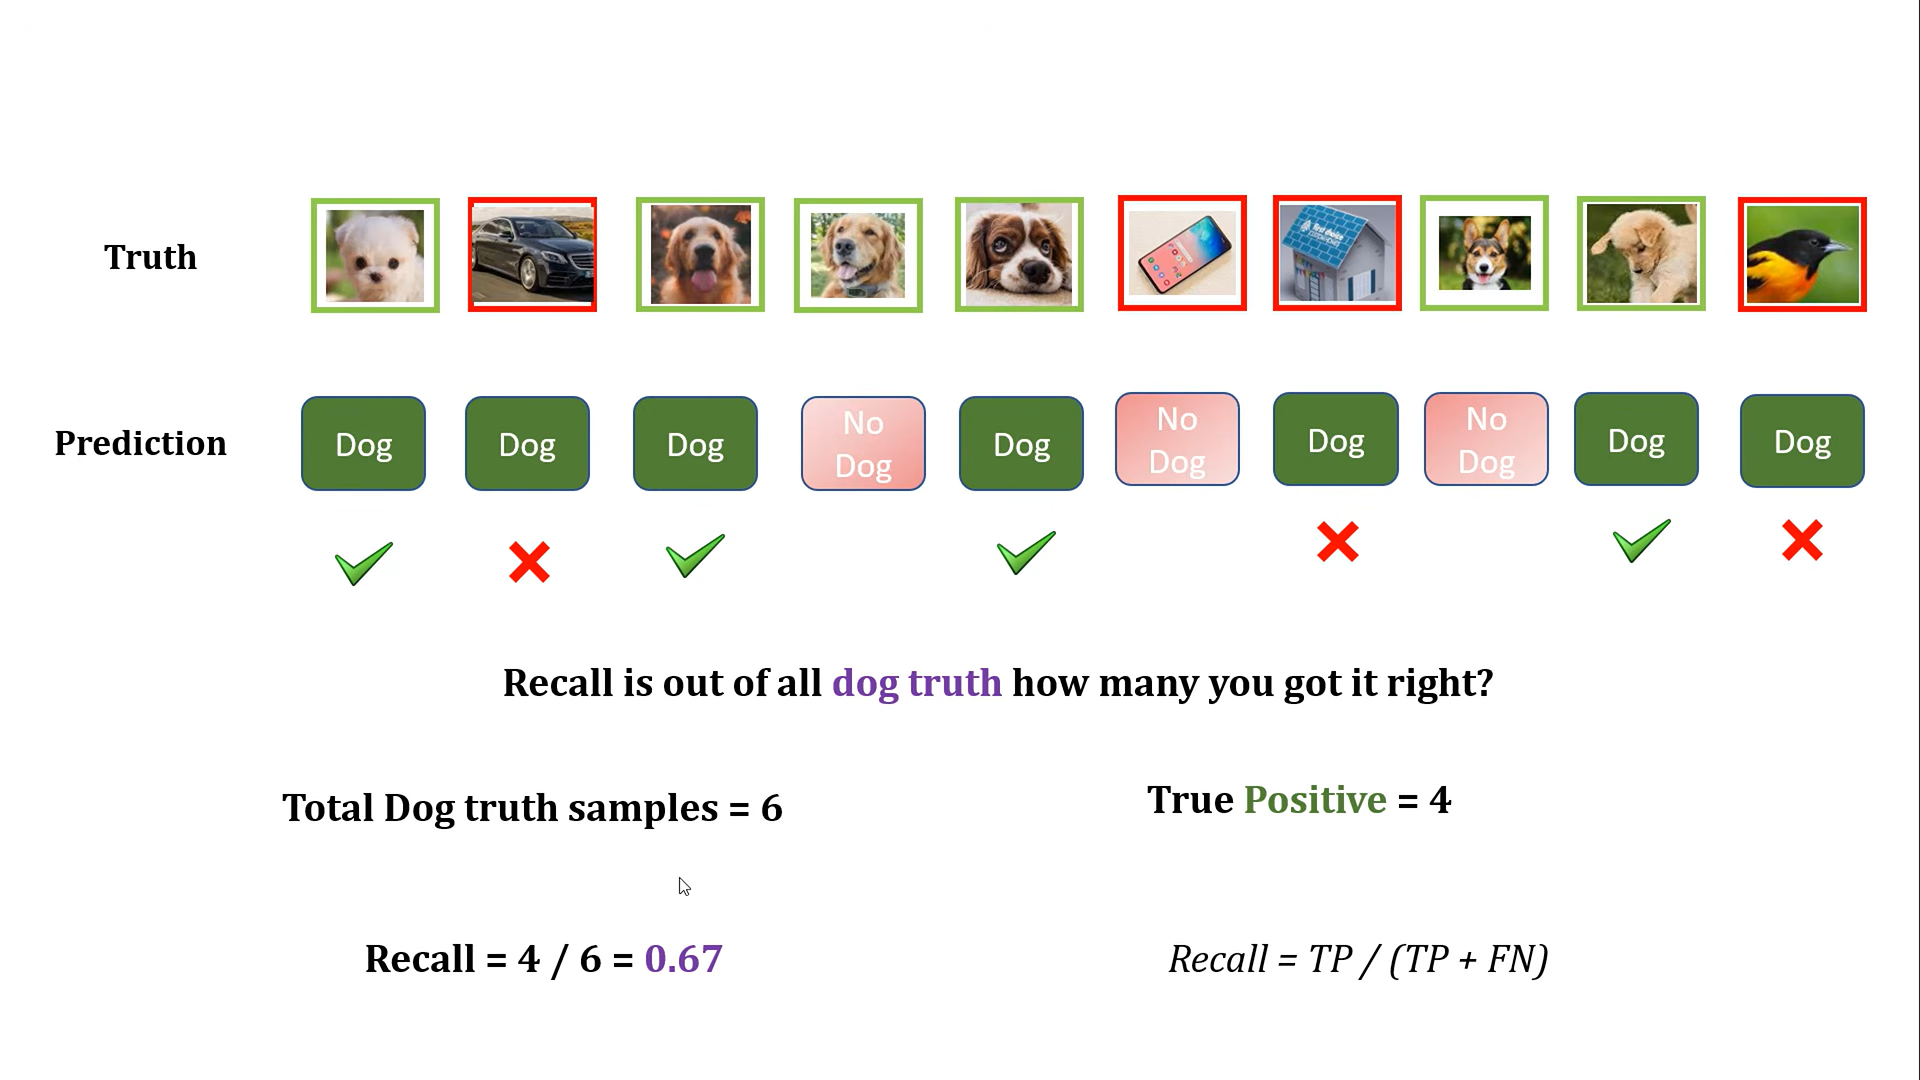 Truth
first choice
Prediction
Dog
Dog
Dog
No
Dog
Dog
No
Dog
Dog
No
Dog
Dog
Dog
Recall is out of all dog truth how many you got it right?
Total Dog truth samples = 6
True Positive = 4
Recall = 4 / 6 = 0.67
Recall = TP / (TP + FN)